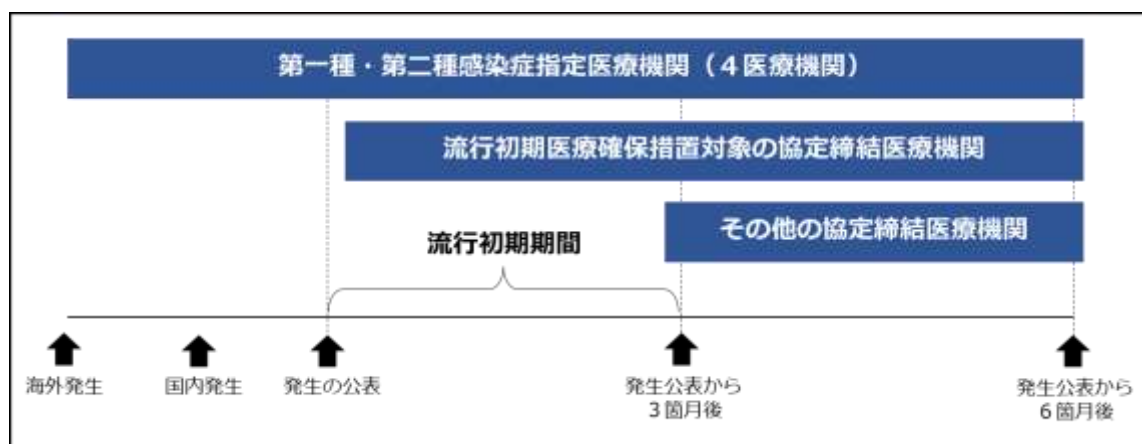 第一種・第二種感染症指定医療機関（４医療機関）
流行初期医療確保措置対象の協定締結医療機関
その他の協定締結医療機関
流行初期期間
海外発生
国内発生
発生の公表
発生公表から
３箇月後
発生公表から
６箇月後